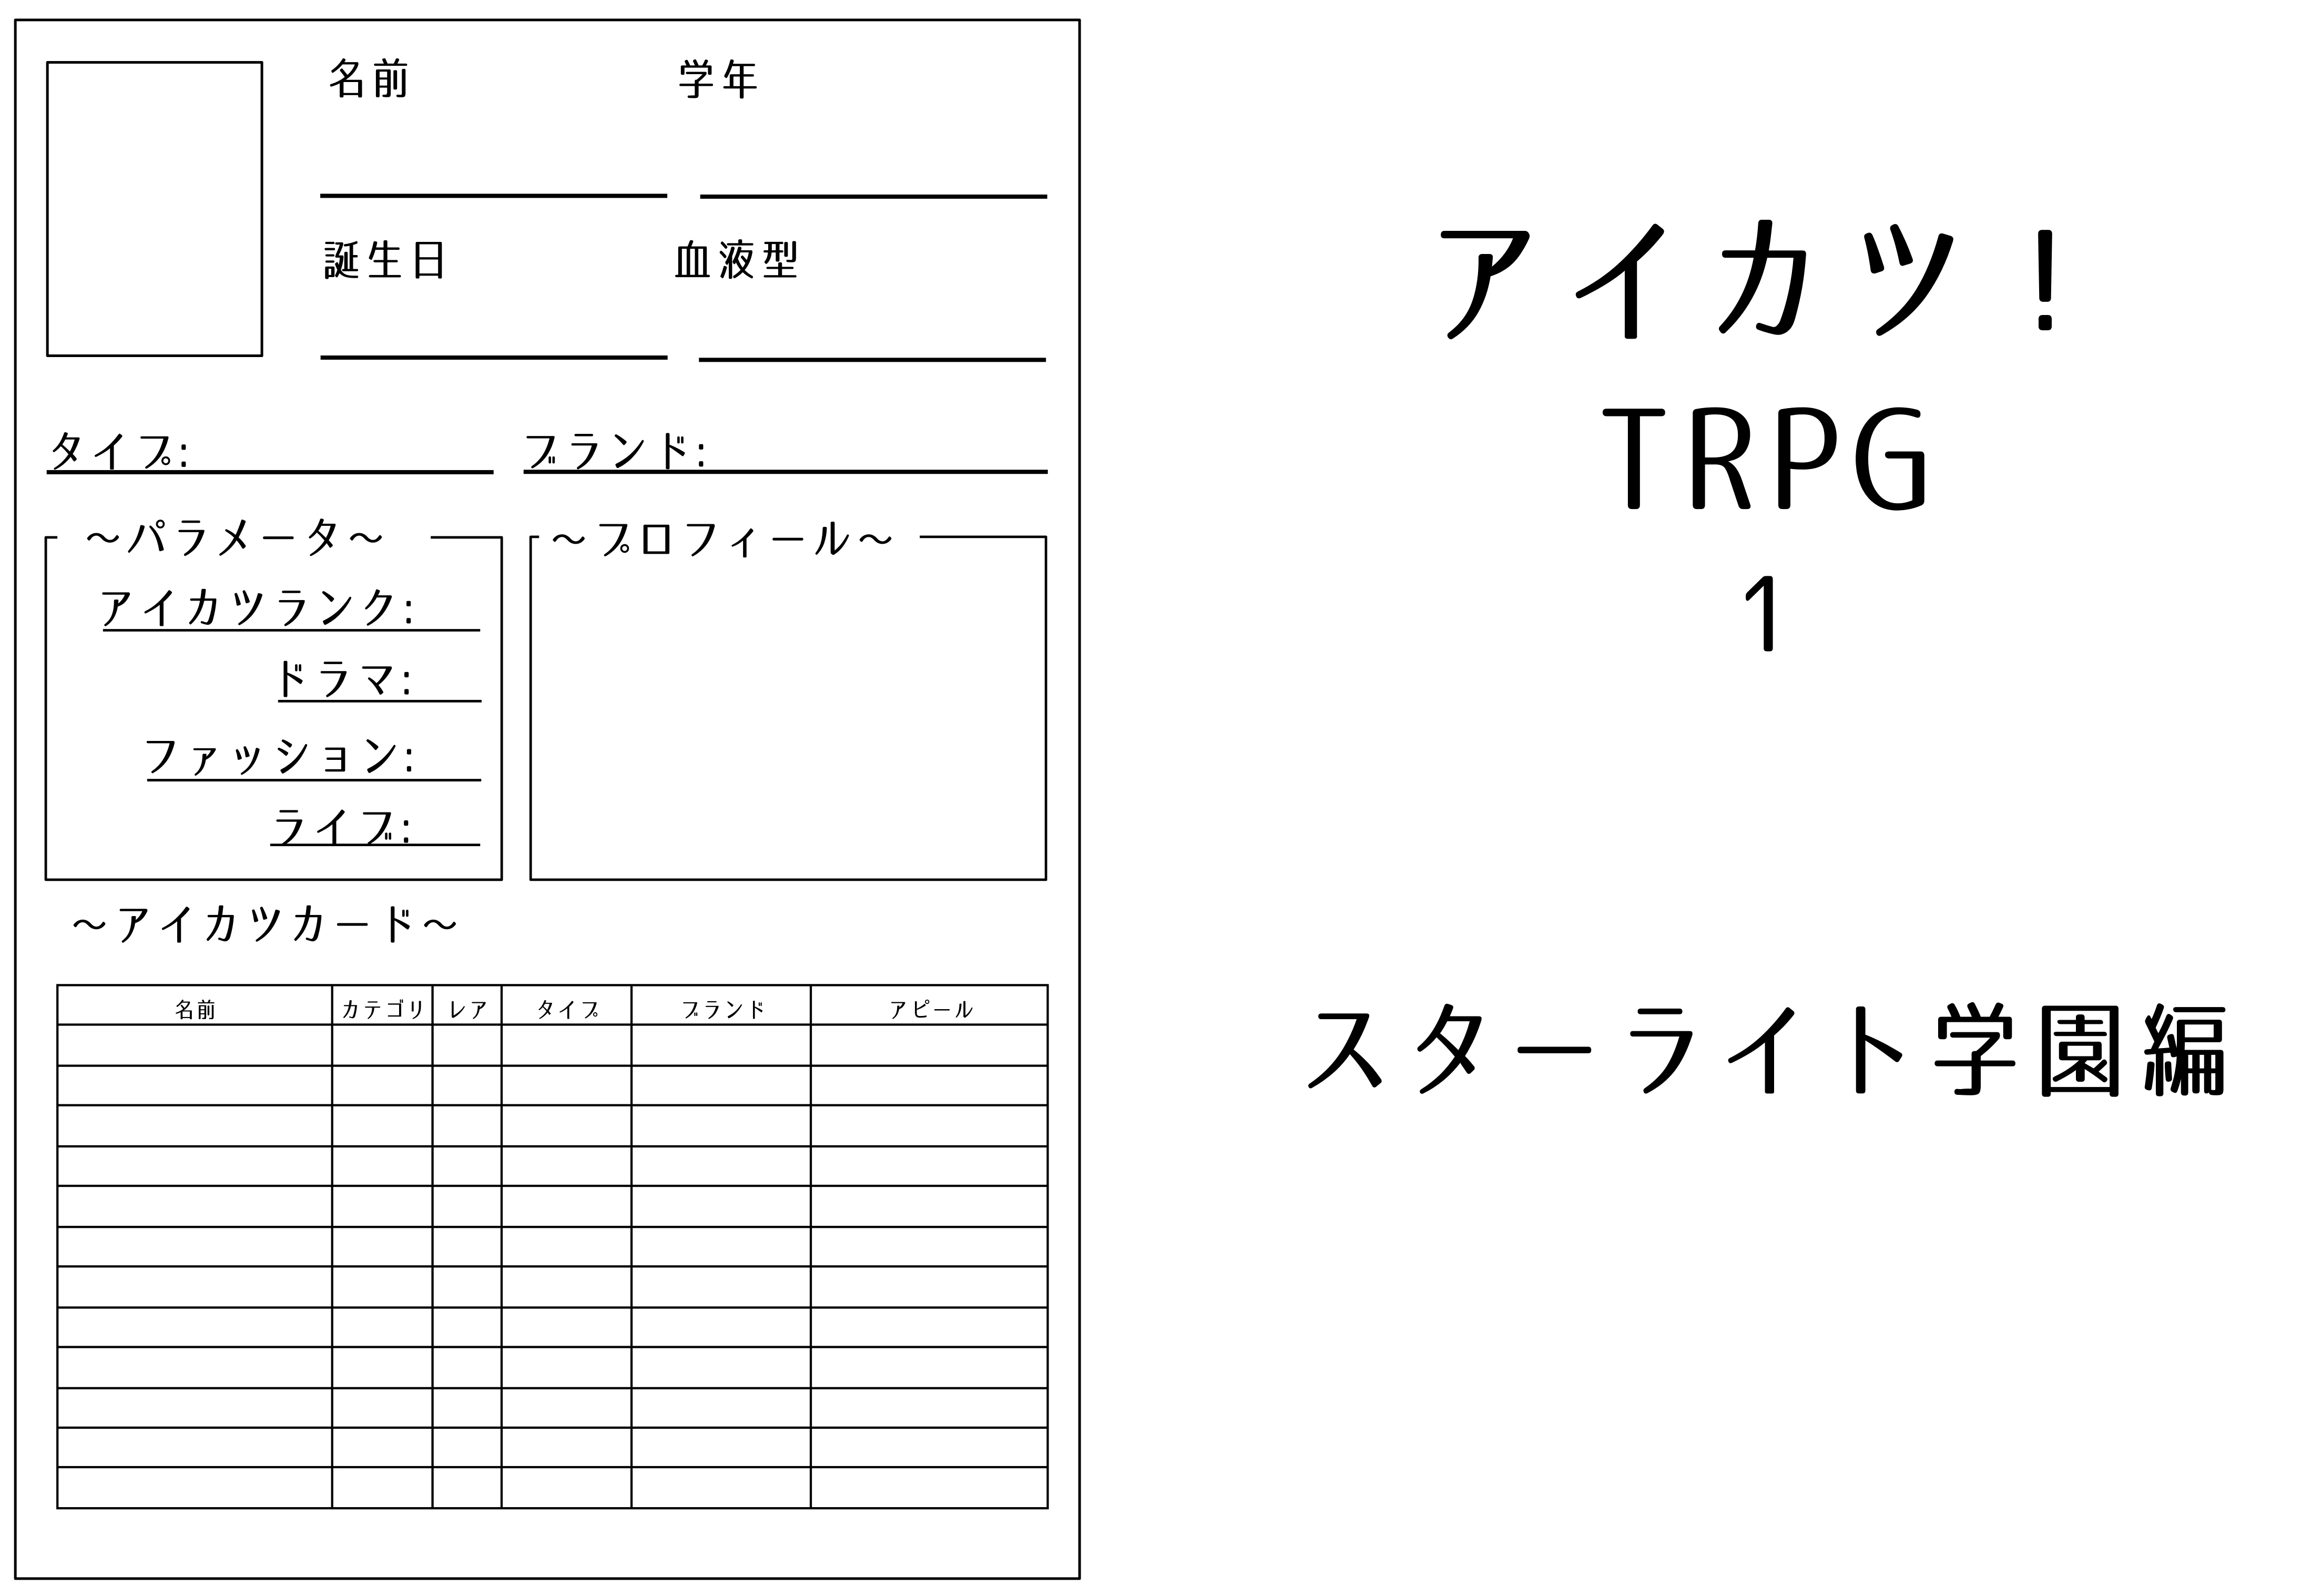 名前 学年
誕生日 血液型
タイプ: ブランド:
～パラメータ～
アイカツランク:
ドラマ:
ファッション:
ライブ:
～プロフィール～
～アイカツカード～
名前 カテゴリ レア タイプ ブランド アピール
アイカツ！
TRPG
1
スターライト学園編